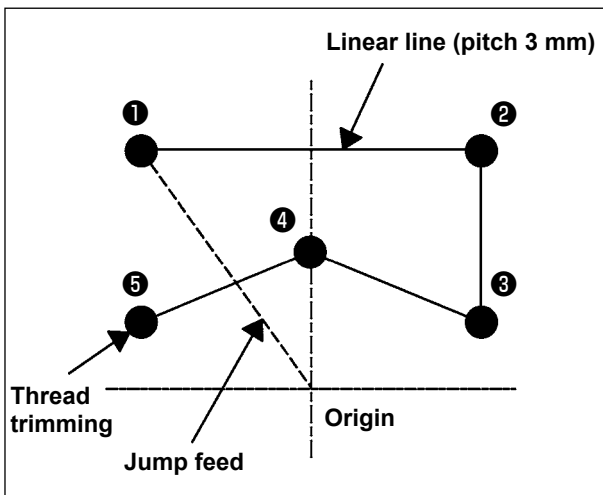 Linear line (pitch 3 mm)
❶
❷
❹
❺
❸
Thread
trimming
Origin
Jump feed